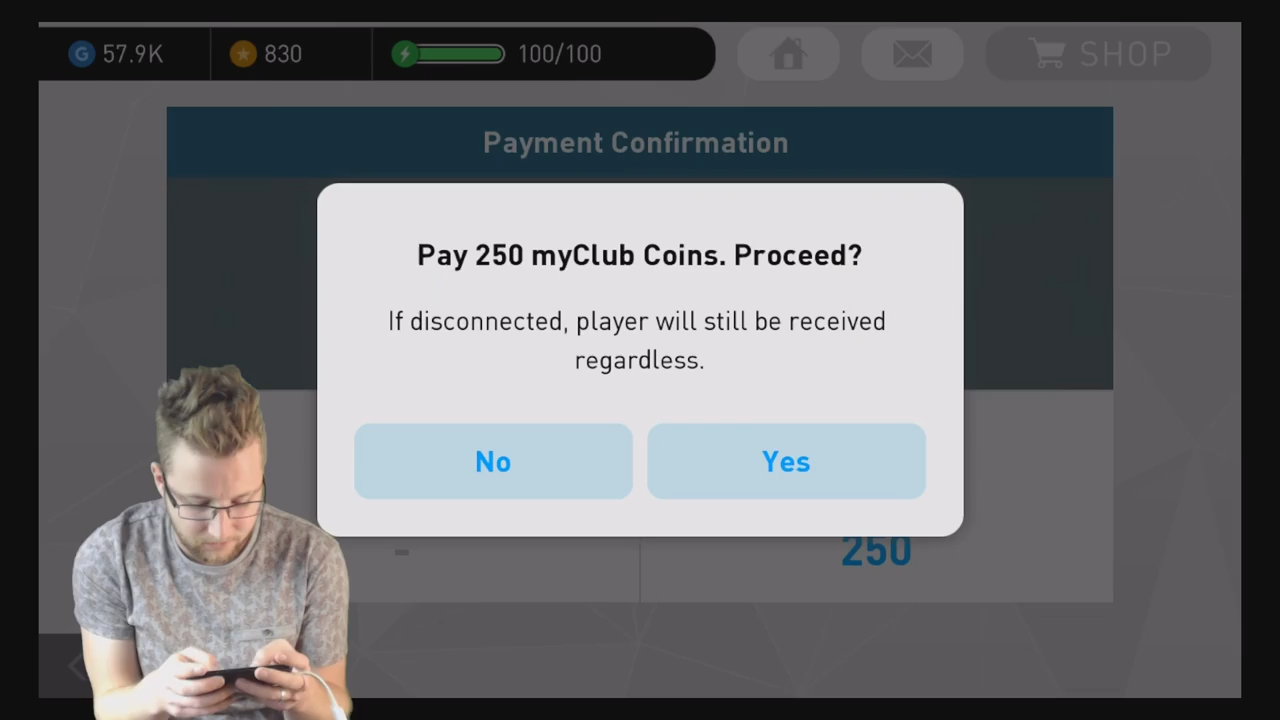 G 57.9K 830 100/100 SHOP
Payment Confirmation
Pay 250 myClub Coins. Proceed?
If disconnected, player will still be received
regardless.
No Yes
- 250